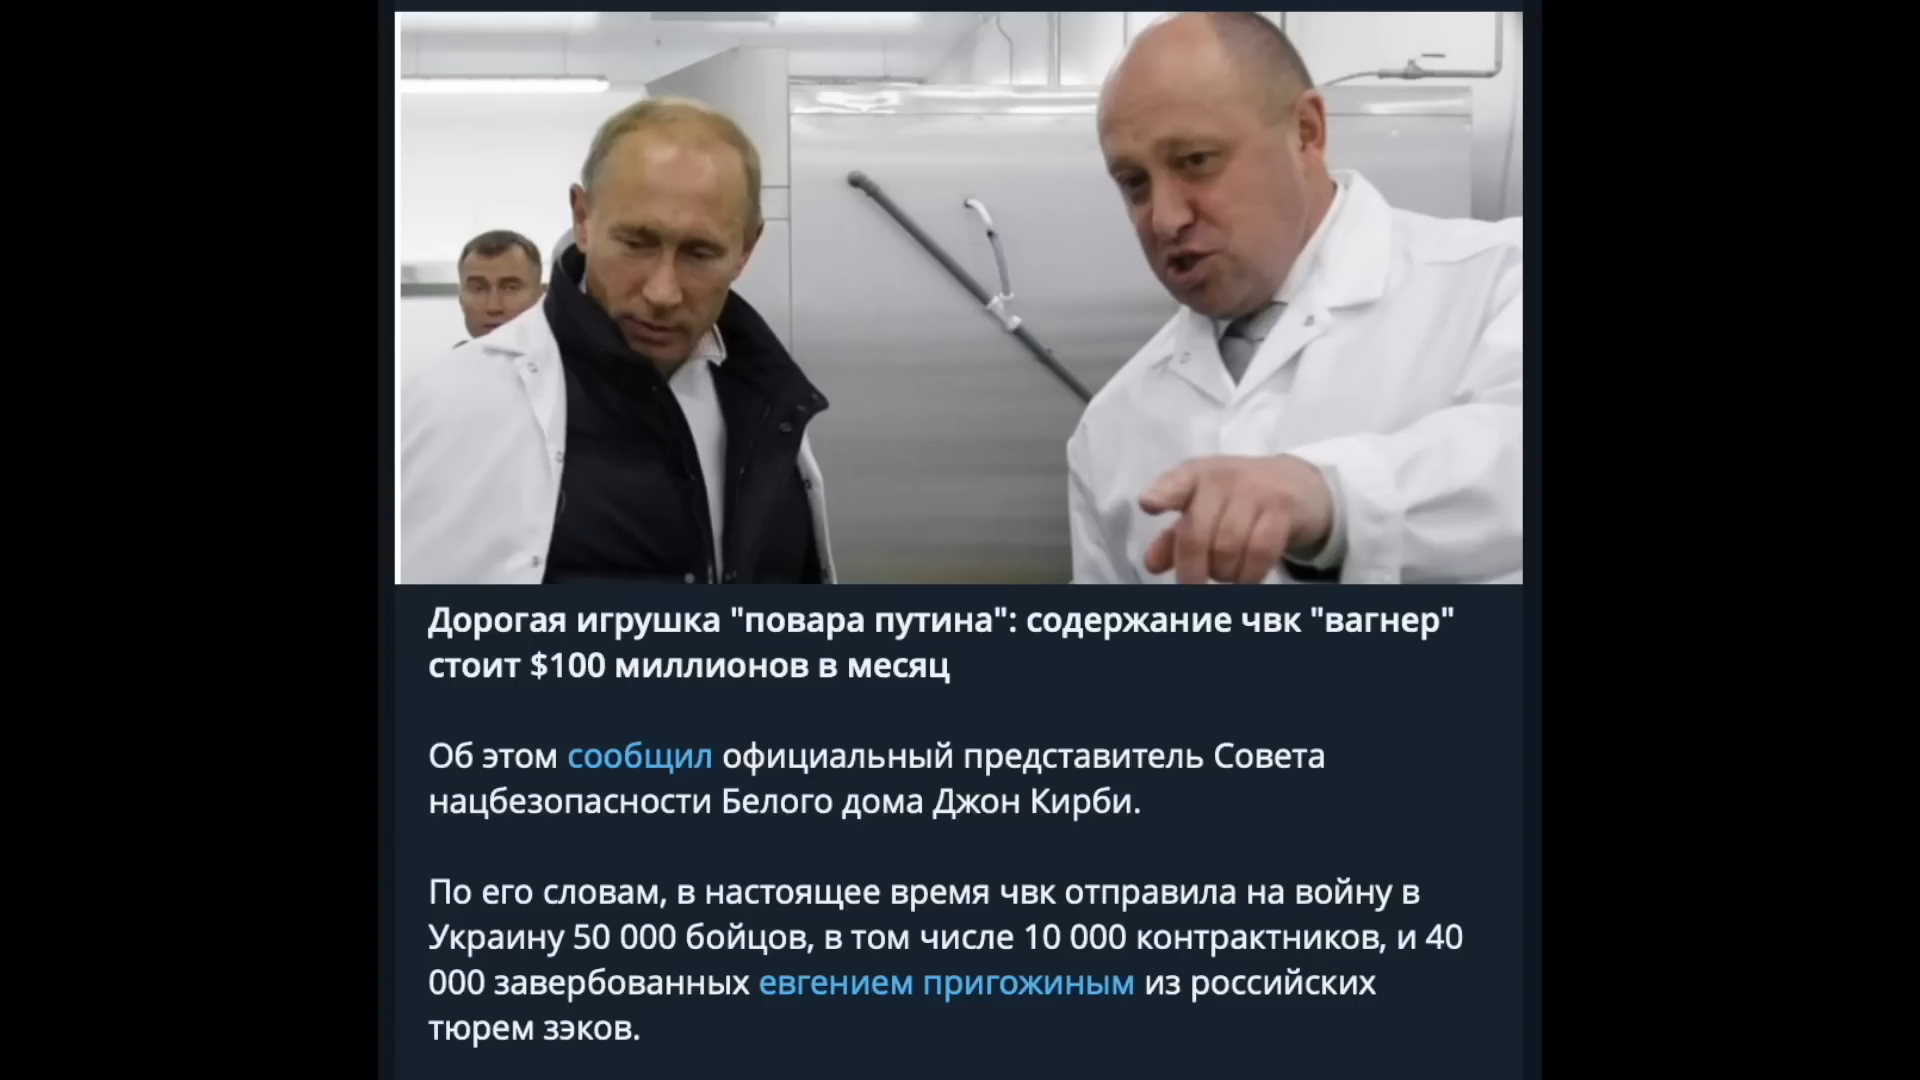 Дорогая игрушка "повара путина": содержание чвк "вагнер"
стоит $100 миллионов в месяц
Об этом сообщил официальный представитель Совета
нацбезопасности Белого дома Джон Кирби.
По его словам, в настоящее время чвк отправила на войну в
Украину 50 000 бойцов, в том числе 10 000 контрактников, и 40
000 завербованных евгением пригожиным из российских
тюрем зэков.